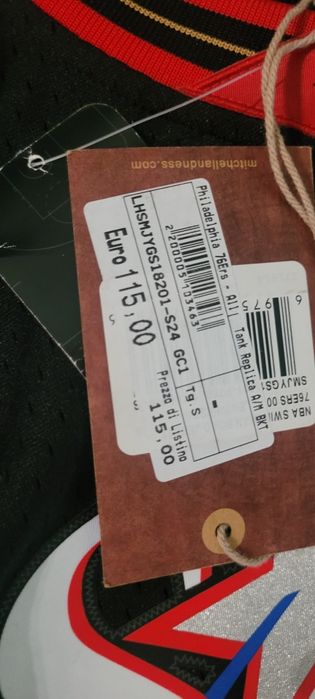 mitchellandness.com
Philadelphia 76Ers - All. Tank Replica A/M BKT
2200005103463
LHSMJYGS18201-S24 GC1 Tg.S
-
Prezzo di Listino
Euro 115,00 115,00
6 975
NBA SWI
76ERS 00
SMJYGS1